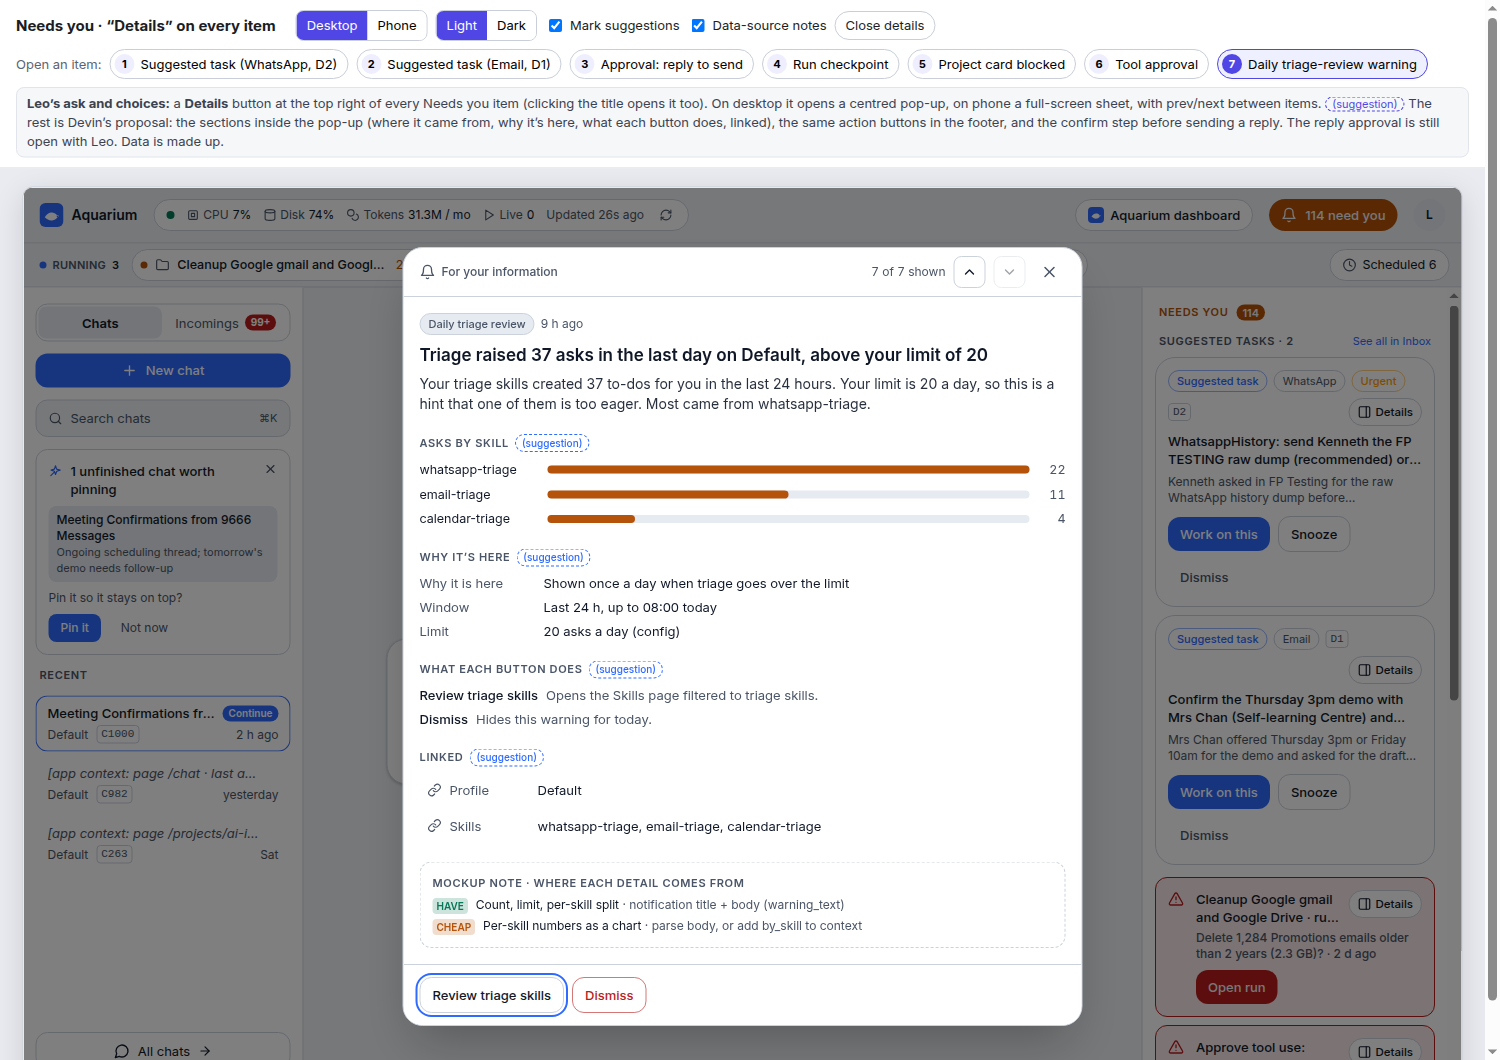 Needs you · “Details” on every item
Desktop Phone
Light Dark
Mark suggestions
Data-source notes
Close details
Open an item:
1 Suggested task (WhatsApp, D2)
2 Suggested task (Email, D1)
3 Approval: reply to send
4 Run checkpoint
5 Project card blocked
6 Tool approval
7 Daily triage-review warning
Leo’s ask and choices: a Details button at the top right of every Needs you item (clicking the title opens it too). On desktop it opens a centred pop-up, on phone a full-screen sheet, with prev/next between items. (suggestion) The
rest is Devin’s proposal: the sections inside the pop-up (where it came from, why it’s here, what each button does, linked), the same action buttons in the footer, and the confirm step before sending a reply. The reply approval is still
open with Leo. Data is made up.
Aquarium
CPU 7% Disk 74% Tokens 31.3M / mo Live 0 Updated 26s ago
Aquarium dashboard
114 need you
L
RUNNING 3
Cleanup Google gmail and Googl... 2
Scheduled 6
Chats
Incomings 99+
New chat
Search chats ⌘K
1 unfinished chat worth
pinning
Meeting Confirmations from 9666
Messages
Ongoing scheduling thread; tomorrow's
demo needs follow-up
Pin it so it stays on top?
Pin it Not now
RECENT
Meeting Confirmations fr... Continue
Default C1000 2 h ago
[app context: page /chat · last a...
Default C982 yesterday
[app context: page /projects/ai-i...
Default C263 Sat
All chats
For your information
7 of 7 shown
Daily triage review 9 h ago
Triage raised 37 asks in the last day on Default, above your limit of 20
Your triage skills created 37 to-dos for you in the last 24 hours. Your limit is 20 a day, so this is a
hint that one of them is too eager. Most came from whatsapp-triage.
ASKS BY SKILL (suggestion)
whatsapp-triage 22
email-triage 11
calendar-triage 4
WHY IT’S HERE (suggestion)
Why it is here Shown once a day when triage goes over the limit
Window Last 24 h, up to 08:00 today
Limit 20 asks a day (config)
WHAT EACH BUTTON DOES (suggestion)
Review triage skills Opens the Skills page filtered to triage skills.
Dismiss Hides this warning for today.
LINKED (suggestion)
Profile Default
Skills whatsapp-triage, email-triage, calendar-triage
MOCKUP NOTE · WHERE EACH DETAIL COMES FROM
HAVE Count, limit, per-skill split · notification title + body (warning_text)
CHEAP Per-skill numbers as a chart · parse body, or add by_skill to context
Review triage skills
Dismiss
NEEDS YOU 114
SUGGESTED TASKS · 2 See all in Inbox
Suggested task WhatsApp Urgent
D2 Details
WhatsappHistory: send Kenneth the FP
TESTING raw dump (recommended) or...
Kenneth asked in FP Testing for the raw
WhatsApp history dump before...
Work on this Snooze
Dismiss
Suggested task Email D1
Details
Confirm the Thursday 3pm demo with
Mrs Chan (Self-learning Centre) and...
Mrs Chan offered Thursday 3pm or Friday
10am for the demo and asked for the draft...
Work on this Snooze
Dismiss
Cleanup Google gmail
and Google Drive · ru...
Details
Delete 1,284 Promotions emails older
than 2 years (2.3 GB)? · 2 d ago
Open run
Approve tool use:
Details